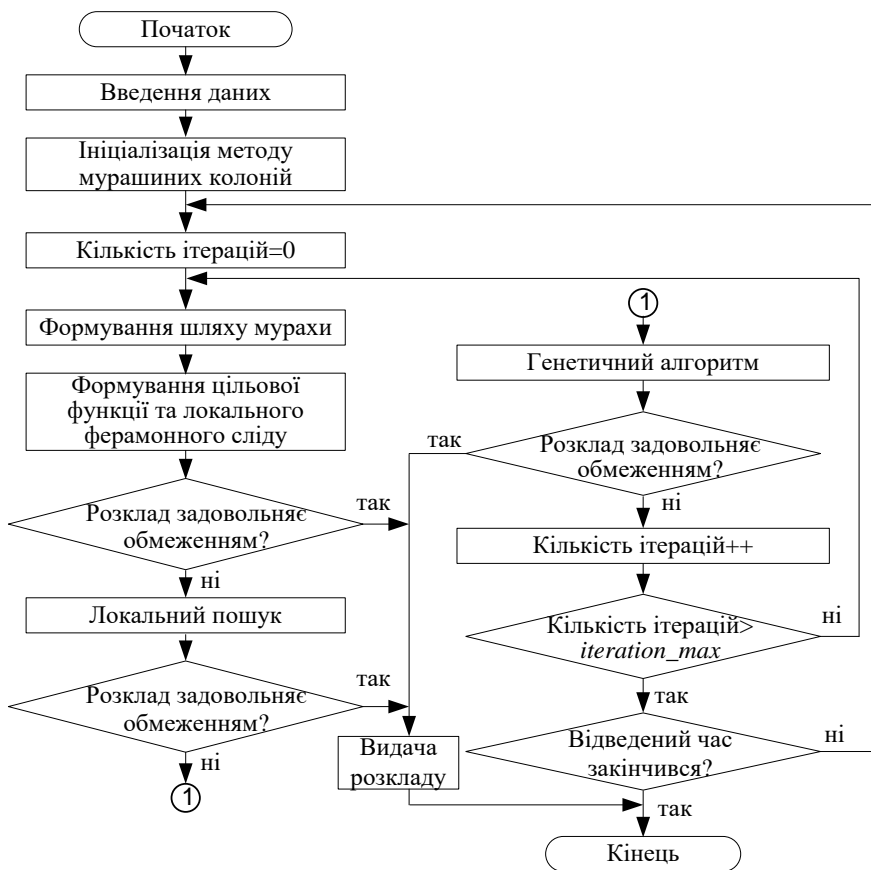 Початок
Введення даних
Ініціалізація методу
мурашиних колоній
Кількість ітерацій=0
Формування шляху мурахи
Формування цільової
функції та локального
ферамонного сліду
Розклад задовольняє
обмеженням?
так
ні
Локальний пошук
Розклад задовольняє
обмеженням?
так
ні
1
1
Генетичний алгоритм
Розклад задовольняє
обмеженням?
так
ні
Кількість ітерацій++
Кількість ітерацій>
iteration_max
ні
так
Відведений час
закінчився?
ні
так
Видача
розкладу
Кінець